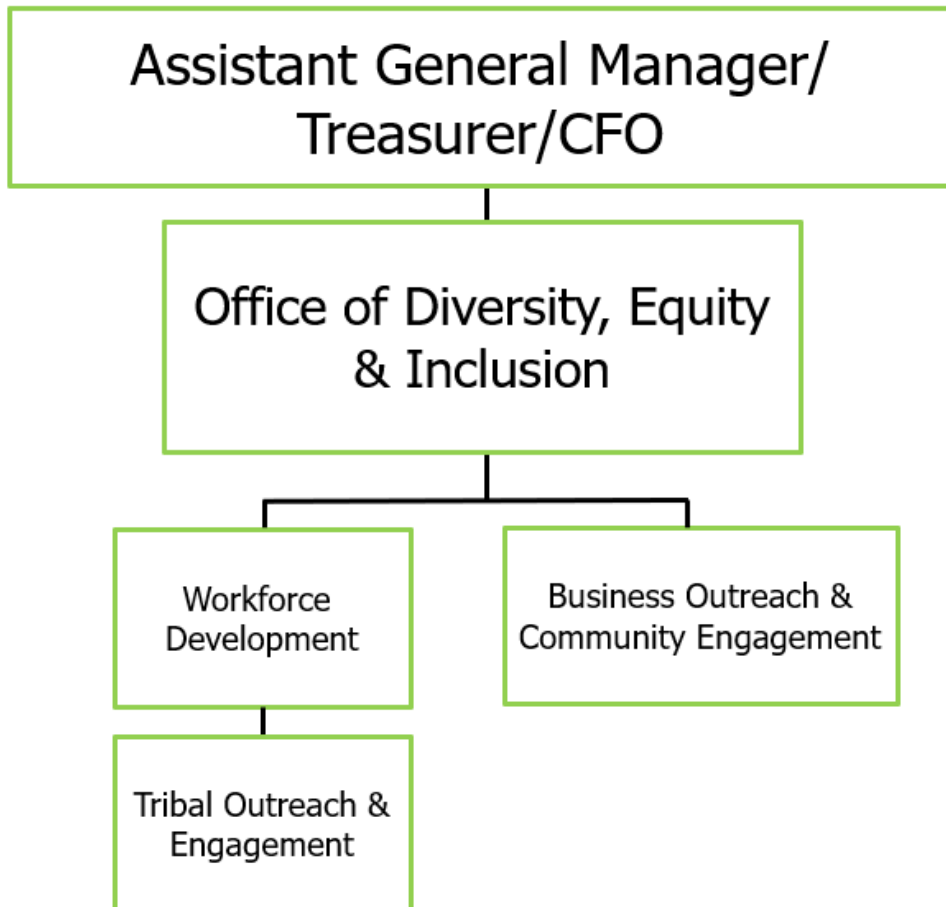 Assistant General Manager/
Treasurer/CFO
Office of Diversity, Equity
& Inclusion
Workforce
Development
Business Outreach &
Community Engagement
Tribal Outreach &
Engagement